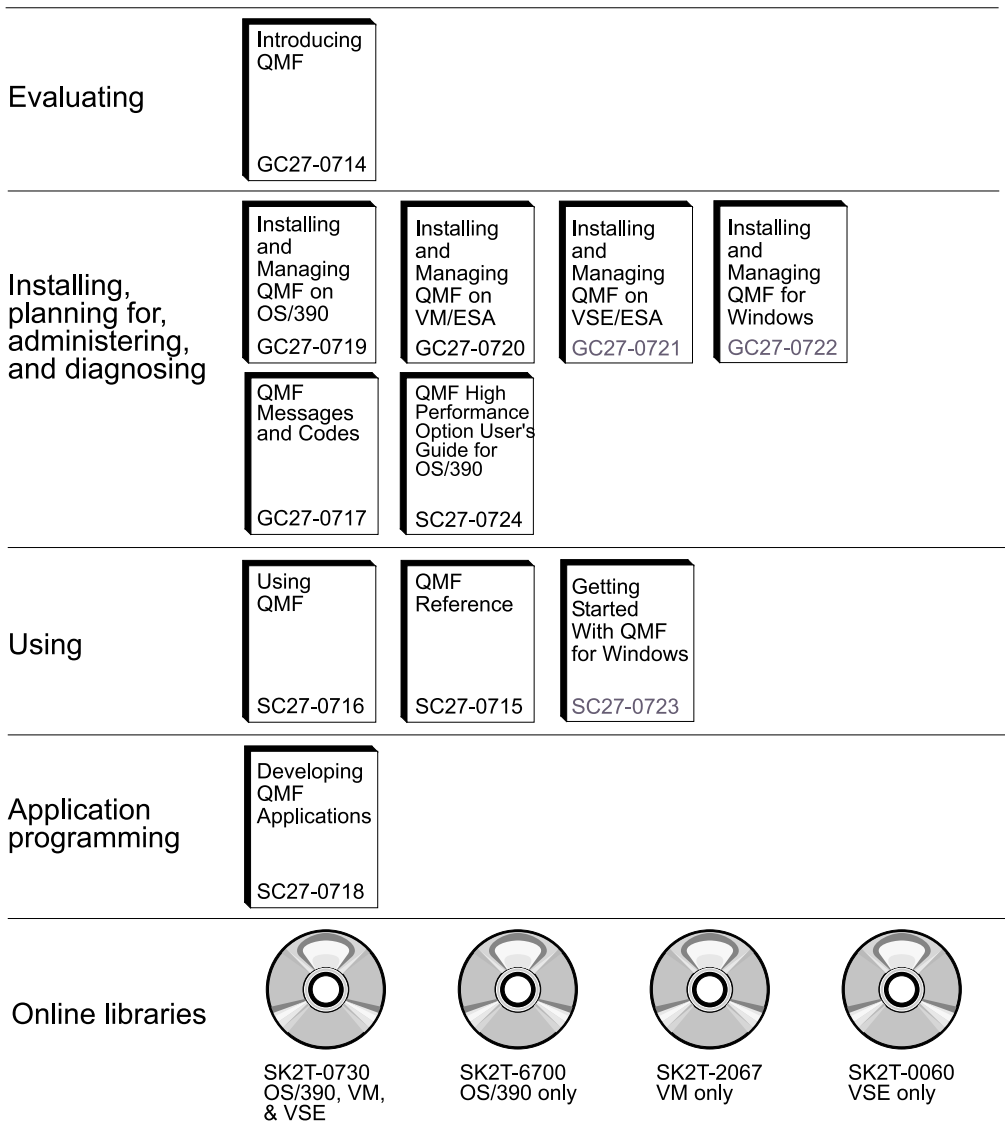 Evaluating
Introducing
QMF
GC27-0714
Installing,
planning for,
administering,
and diagnosing
Installing
and
Managing
QMF on
OS/390
GC27-0719
Installing
and
Managing
QMF on
VM/ESA
GC27-0720
Installing
and
Managing
QMF on
VSE/ESA
GC27-0721
Installing
and
Managing
QMF for
Windows
GC27-0722
QMF
Messages
and Codes
GC27-0717
QMF High
Performance
Option User's
Guide for
OS/390
SC27-0724
Using
Using
QMF
SC27-0716
QMF
Reference
SC27-0715
Getting
Started
With QMF
for Windows
SC27-0723
Application
programming
Developing
QMF
Applications
SC27-0718
Online libraries
SK2T-0730
OS/390, VM,
& VSE
SK2T-6700
OS/390 only
SK2T-2067
VM only
SK2T-0060
VSE only